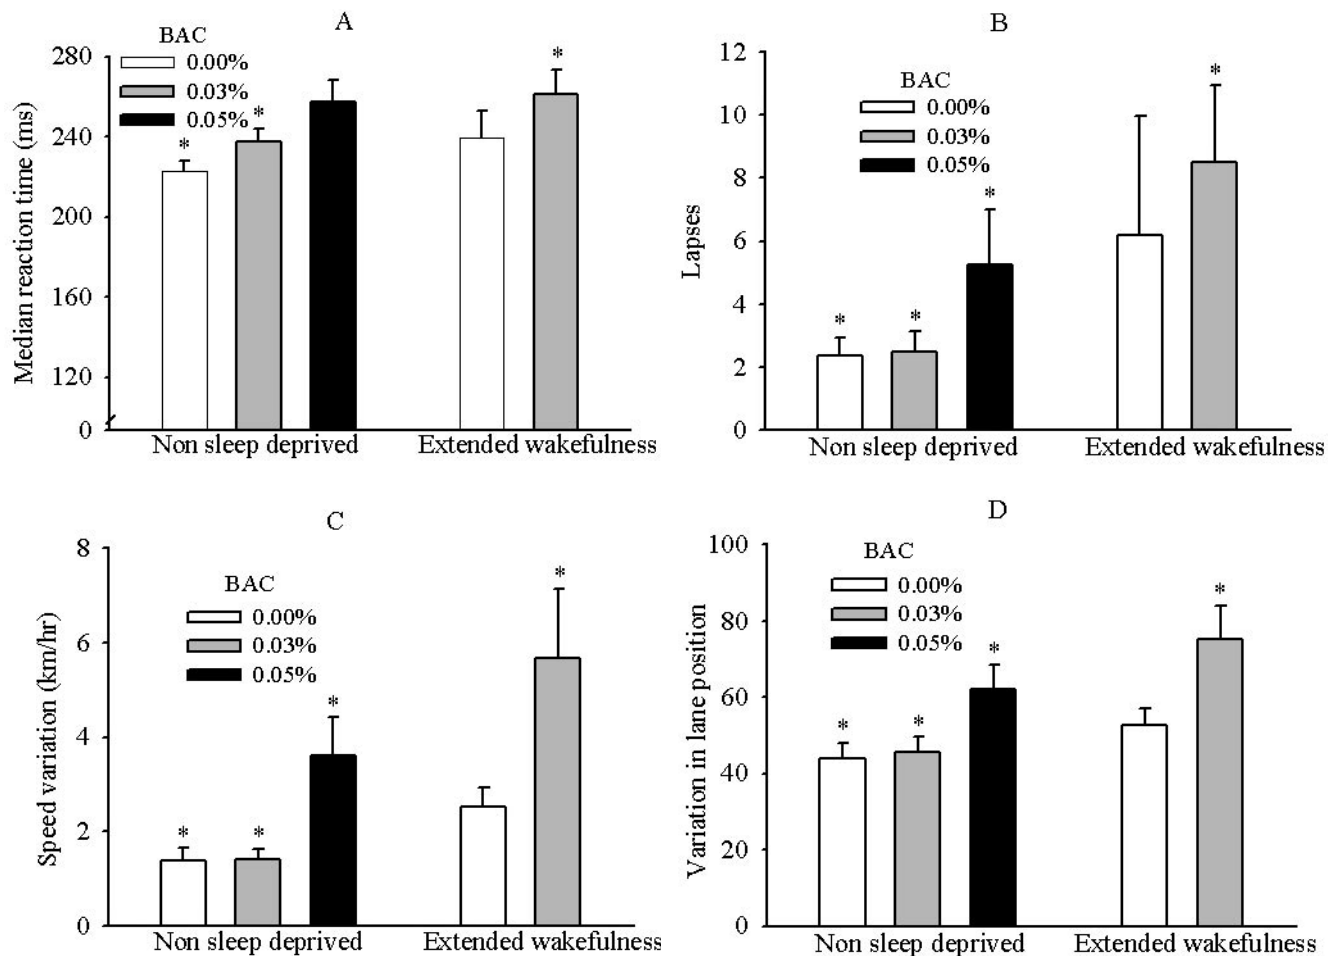 A
BAC
0.00%
0.03%
0.05%
280
240
200
160
120
0
Median reaction time (ms)
*
*
*
Non sleep deprived
Extended wakefulness
B
BAC
0.00%
0.03%
0.05%
12
10
8
6
4
2
0
Lapses
*
*
*
*
Non sleep deprived
Extended wakefulness
C
BAC
0.00%
0.03%
0.05%
8
6
4
2
0
Speed variation (km/hr)
*
*
*
*
Non sleep deprived
Extended wakefulness
D
BAC
0.00%
0.03%
0.05%
100
80
60
40
20
0
Variation in lane position
*
*
*
*
Non sleep deprived
Extended wakefulness